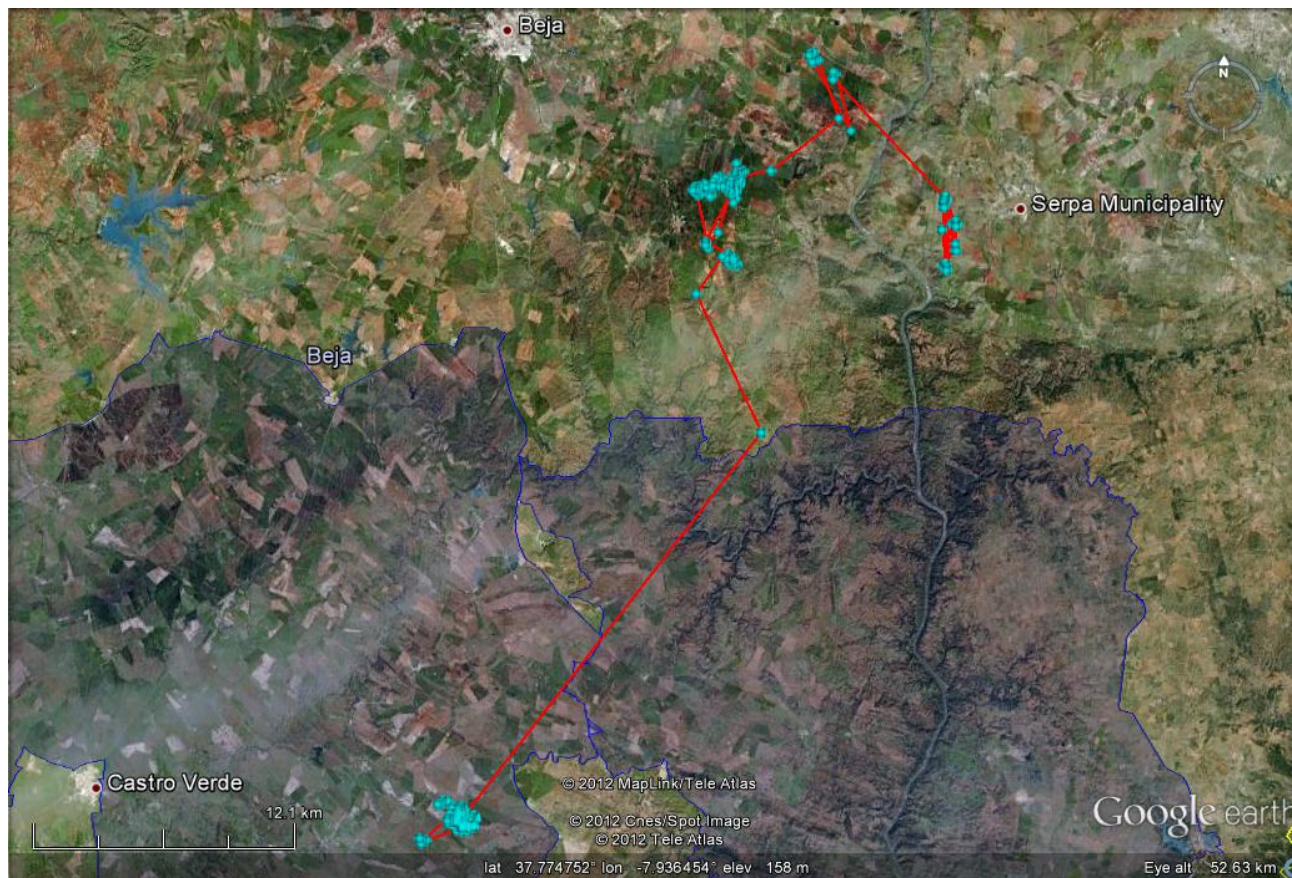 Beja
N
Serpa Municipality
Beja
© 2012 MapLink/Tele Atlas
Castro Verde
12.1 km
© 2012 Cnes/Spot Image
© 2012 Tele Atlas
Google earth
lat 37.774752° lon -7.936454° elev 158 m
Eye alt 52.63 km